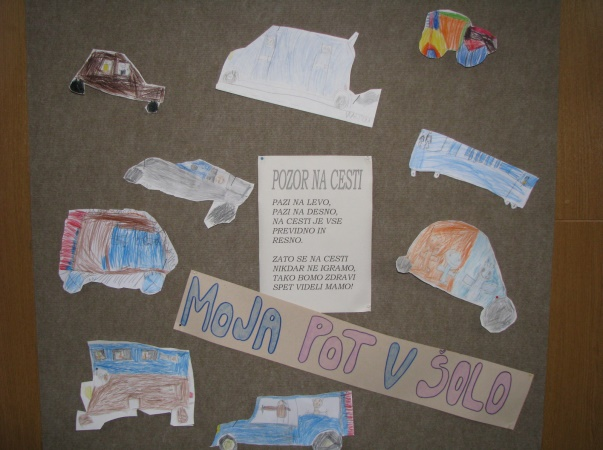 POZOR NA CESTI
PAZI NA LEVO,
PAZI NA DESNO,
NA CESTI JE VSE
PREVIDNO IN
RESNO.
ZATO SE NA CESTI
NIKDAR NE IGRAMO,
TAKO BOMO ZDRAVI
SPET VIDELI MAMO!
MOJA POT V ŠOLO